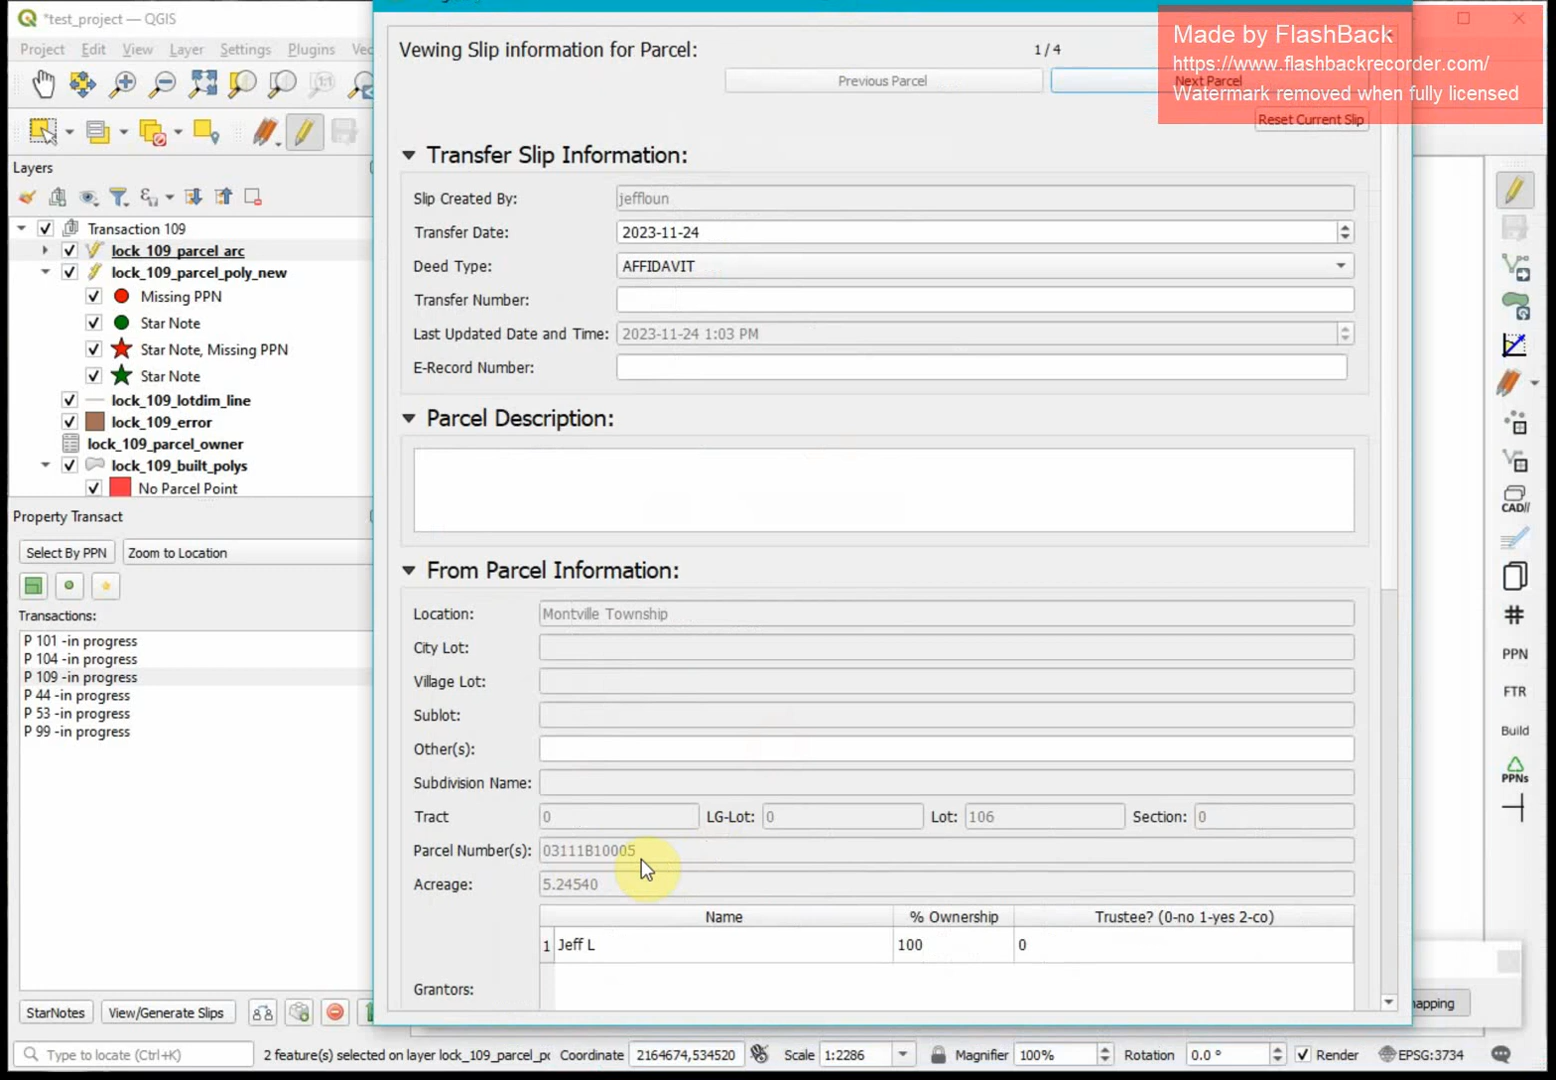 *test_project — QGIS
Project Edit View Layer Settings Plugins
Layers
Transaction 109
lock_109_parcel_arc
lock_109_parcel_poly_new
Missing PPN
Star Note
Star Note, Missing PPN
Star Note
lock_109_lotdim_line
lock_109_error
lock_109_parcel_owner
lock_109_built_polys
No Parcel Point
Property Transact
Select By PPN Zoom to Location
Transactions:
P 101 -in progress
P 104 -in progress
P 109 -in progress
P 44 -in progress
P 53 -in progress
P 99 -in progress
StarNotes View/Generate Slips
Vewing Slip information for Parcel: 1 / 4
Previous Parcel Next Parcel
Reset Current Slip
Made by FlashBack
https://www.flashbackrecorder.com/
Watermark removed when fully licensed
Transfer Slip Information:
Slip Created By: jeffloun
Transfer Date: 2023-11-24
Deed Type: AFFIDAVIT
Transfer Number:
Last Updated Date and Time: 2023-11-24 1:03 PM
E-Record Number:
Parcel Description:
From Parcel Information:
Location: Montville Township
City Lot:
Village Lot:
Sublot:
Other(s):
Subdivision Name:
Tract 0 LG-Lot: 0 Lot: 106 Section: 0
Parcel Number(s): 03111B10005
Acreage: 5.24540
Name % Ownership Trustee? (0-no 1-yes 2-co)
1 Jeff L 100 0
Grantors:
CAD//
#
PPN
FTR
Build
PPNs
Type to locate (Ctrl+K) 2 feature(s) selected on layer lock_109_parcel_pc Coordinate 2164674,534520 Scale 1:2286 Magnifier 100% Rotation 0.0 ° Render EPSG:3734